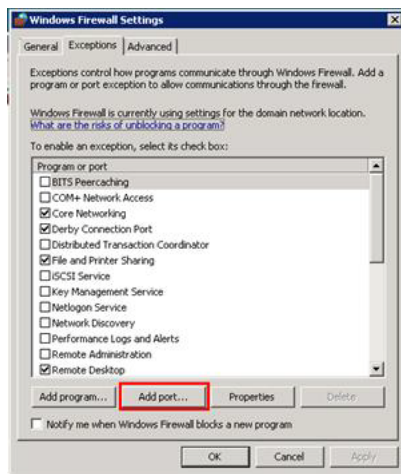 Windows Firewall Settings
General Exceptions Advanced
Exceptions control how programs communicate through Windows Firewall. Add a
program or port exception to allow communications through the firewall.
Windows Firewall is currently using settings for the domain network location.
What are the risks of unblocking a program?
To enable an exception, select its check box:
Program or port
BITS Peercaching
COM+ Network Access
Core Networking
Derby Connection Port
Distributed Transaction Coordinator
File and Printer Sharing
iSCSI Service
Key Management Service
Netlogon Service
Network Discovery
Performance Logs and Alerts
Remote Administration
Remote Desktop
Add program... Add port... Properties Delete
Notify me when Windows Firewall blocks a new program
OK Cancel Apply